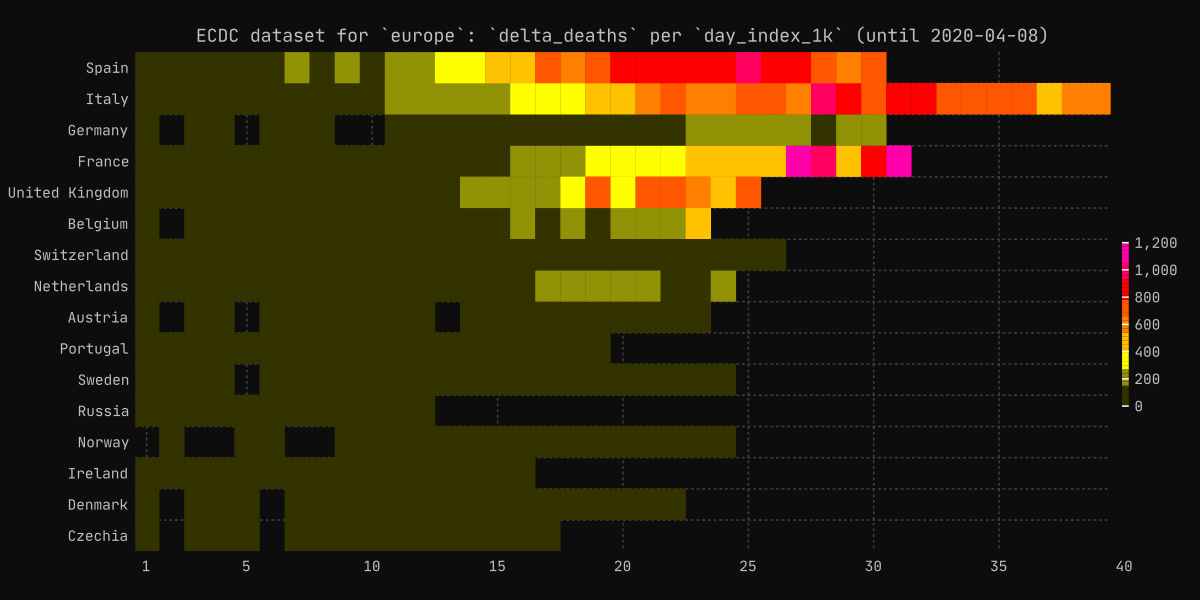 ECDC dataset for `europe`: `delta_deaths` per `day_index_1k` (until 2020-04-08)
Spain
Italy
Germany
France
United Kingdom
Belgium
Switzerland
Netherlands
Austria
Portugal
Sweden
Russia
Norway
Ireland
Denmark
Czechia
1,200
1,000
800
600
400
200
0
1 5 10 15 20 25 30 35 40